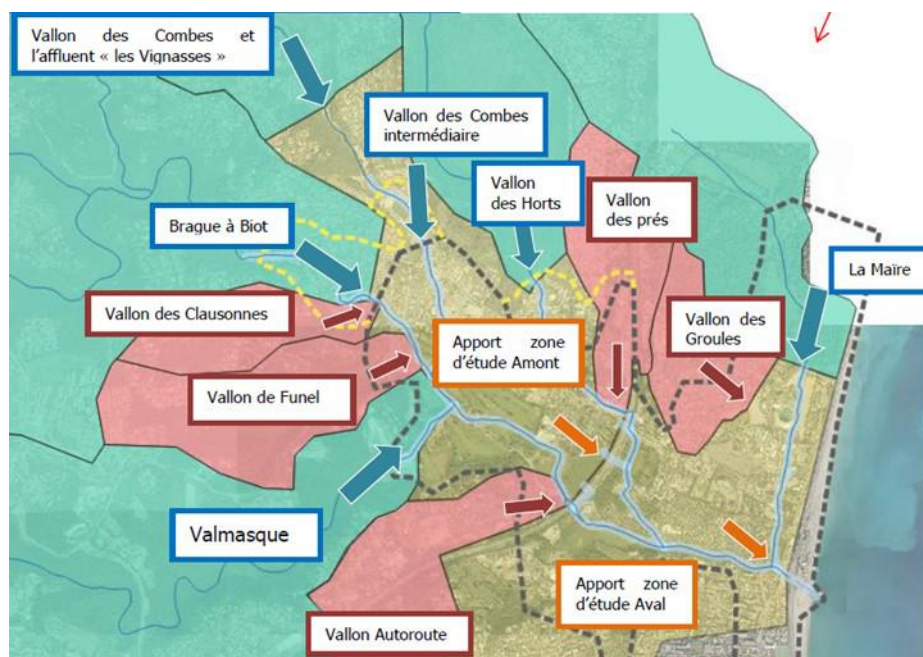 Vallon des Combes et
l'affluent « les Vignasses »
Vallon des Combes
intermédiaire
Vallon
des Horts
Vallon
des prés
Brague à Biot
La Maïre
Vallon des Clausonnes
Apport zone
d'étude Amont
Vallon des
Groules
Vallon de Funel
Valmasque
Apport zone
d'étude Aval
Vallon Autoroute